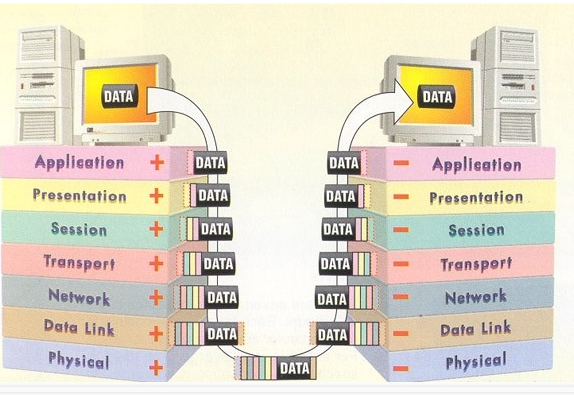 DATA
DATA
Application + DATA
DATA - Application
Presentation + DATA
DATA - Presentation
Session + DATA
DATA - Session
Transport + DATA
DATA - Transport
Network + DATA
DATA - Network
Data Link + DATA
DATA - Data Link
Physical +
- Physical
DATA